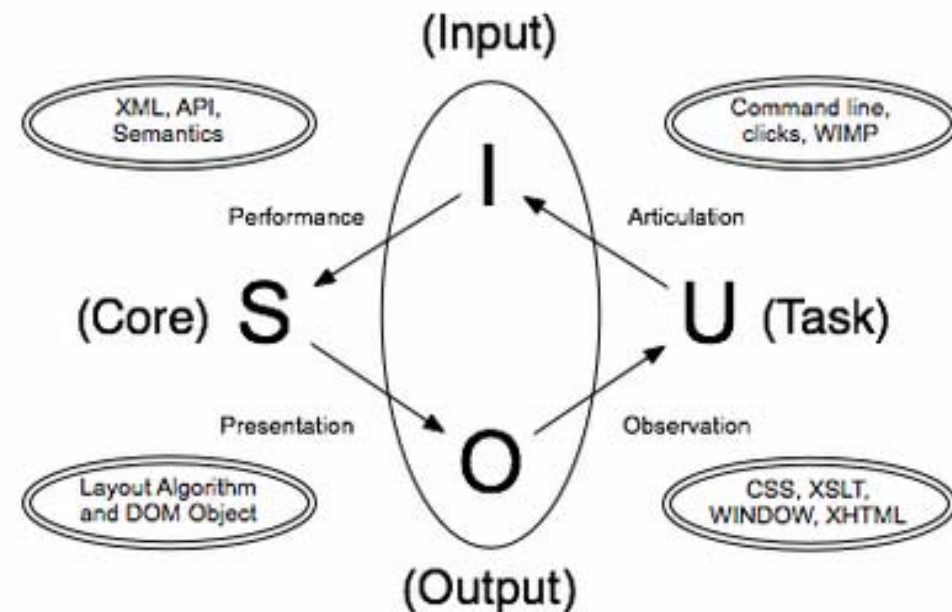 (Input)
XML, API,
Semantics
Command line,
clicks, WIMP
I
Performance
Articulation
(Core) S
U (Task)
Presentation
Observation
O
Layout Algorithm
and DOM Object
CSS, XSLT,
WINDOW, XHTML
(Output)